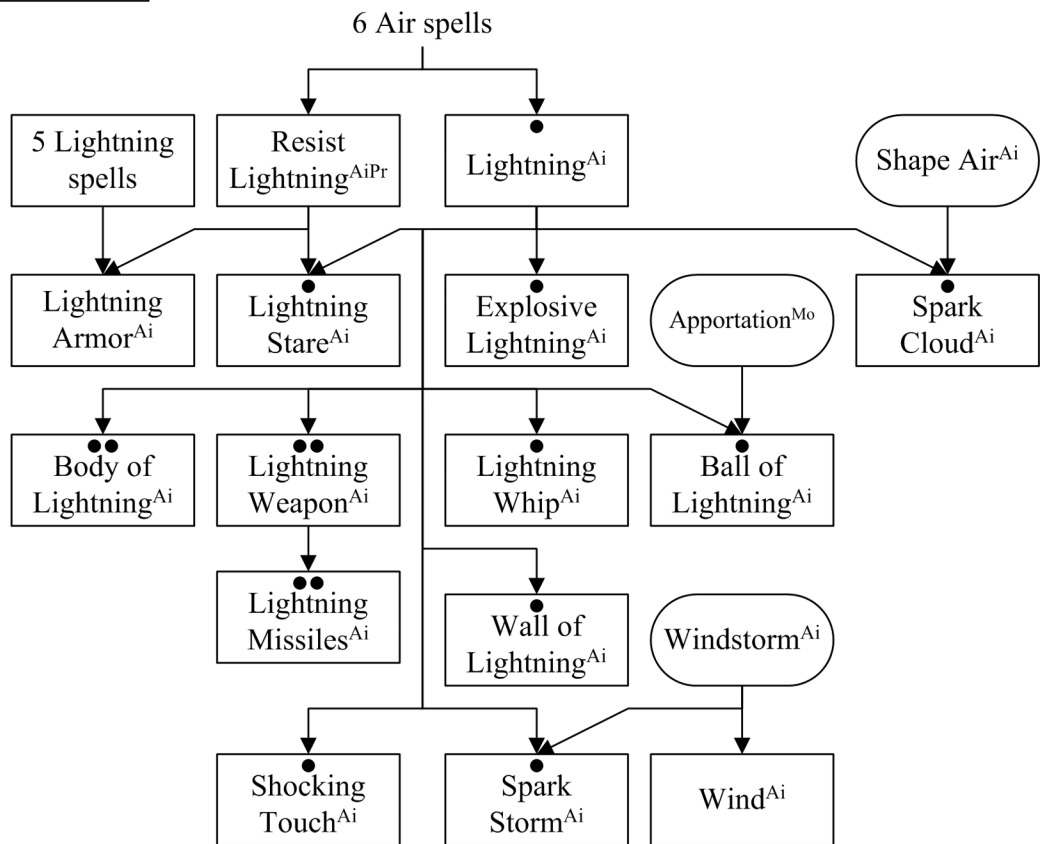 6 Air spells
5 Lightning
spells
Resist
Lightning^AiPr
Lightning^Ai
Shape Air^Ai
Lightning
Armor^Ai
Lightning
Stare^Ai
Explosive
Lightning^Ai
Apportation^Mo
Spark
Cloud^Ai
Body of
Lightning^Ai
Lightning
Weapon^Ai
Lightning
Whip^Ai
Ball of
Lightning^Ai
Lightning
Missiles^Ai
Wall of
Lightning^Ai
Windstorm^Ai
Shocking
Touch^Ai
Spark
Storm^Ai
Wind^Ai